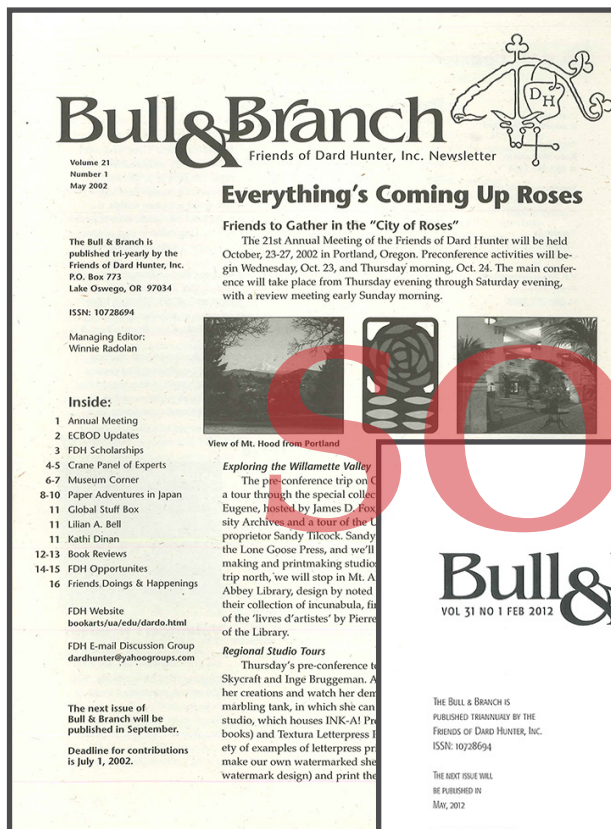 Bull&Branch
DH
Friends of Dard Hunter, Inc. Newsletter
Volume 21
Number 1
May 2002
Everything's Coming Up Roses
Friends to Gather in the “City of Roses”
The 21st Annual Meeting of the Friends of Dard Hunter will be held
October, 23-27, 2002 in Portland, Oregon. Preconference activities will be-
gin Wednesday, Oct. 23, and Thursday morning, Oct. 24. The main confer-
ence will take place from Thursday evening through Saturday evening,
with a review meeting early Sunday morning.
The Bull & Branch is
published tri-yearly by the
Friends of Dard Hunter, Inc.
P.O. Box 773
Lake Oswego, OR 97034
ISSN: 10728694
Managing Editor:
Winnie Radolan
Inside:
1 Annual Meeting
2 ECBOD Updates
3 FDH Scholarships
4-5 Crane Panel of Experts
6-7 Museum Corner
8-10 Paper Adventures in Japan
11 Global Stuff Box
11 Lilian A. Bell
11 Kathi Dinan
12-13 Book Reviews
14-15 FDH Opportunites
16 Friends Doings & Happenings
FDH Website
bookarts/ua/edu/dardo.html
FDH E-mail Discussion Group
dardhunter@yahoogroups.com
The next issue of
Bull & Branch will be
published in September.
Deadline for contributions
is July 1, 2002.
View of Mt. Hood from Portland
Exploring the Willamette Valley
The pre-conference trip on
a tour through the special
Eugene, hosted by James D. Fox
sity Archives and a tour of the
proprietor Sandy Tilcock. Sandy
the Lone Goose Press, and we'll
making and printmaking studio
trip north, we will stop in Mt. A
Abbey Library, design by noted
their collection of incunabula,
of the 'livres d'artistes' by Pierre
of the Library.
Regional Studio Tours
Thursday's pre-conference
Skycraft and Inge Bruggeman. A
her creations and watch her
marbling tank, in which she can
studio, which houses INK-A!
books) and Textura Letterpress
ety of examples of letterpress
make our own watermarked
watermark design) and print the
SO
Bull&
VOL 31 NO 1 FEB 2012
THE BULL & BRANCH IS
PUBLISHED TRIANNUALLY BY THE
FRIENDS OF DARD HUNTER, INC.
ISSN: 10728694
THE NEXT ISSUE WILL
BE PUBLISHED IN
MAY, 2012